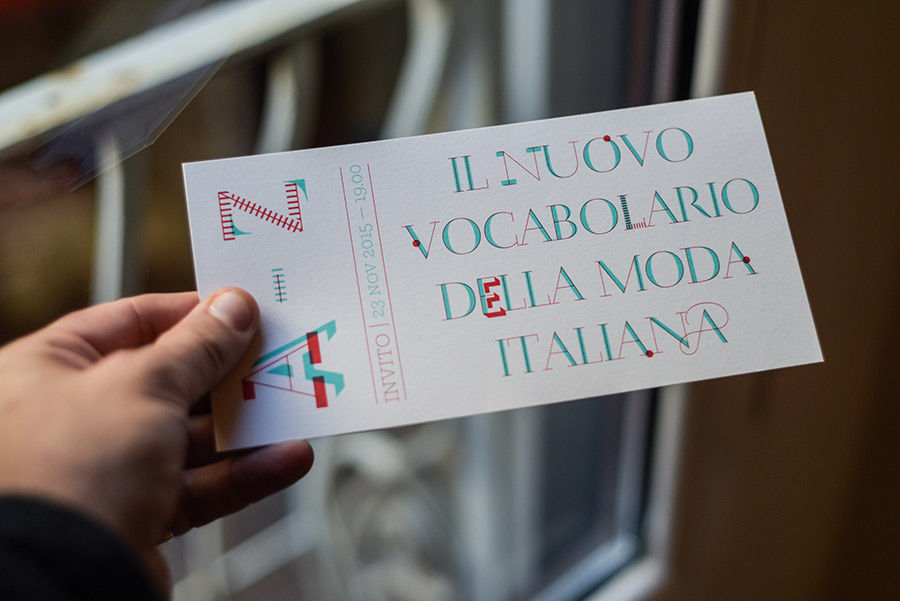 A–Z
INVITO | 23 NOV 2015 – 19.00
IL NUOVO
VOCABOLARIO
DELLA MODA
ITALIANA